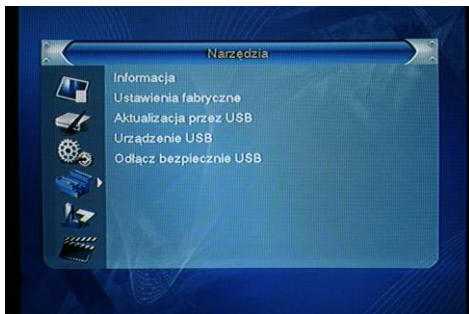 Narzędzia
Informacja
Ustawienia fabryczne
Aktualizacja przez USB
Urządzenie USB
Odłącz bezpiecznie USB